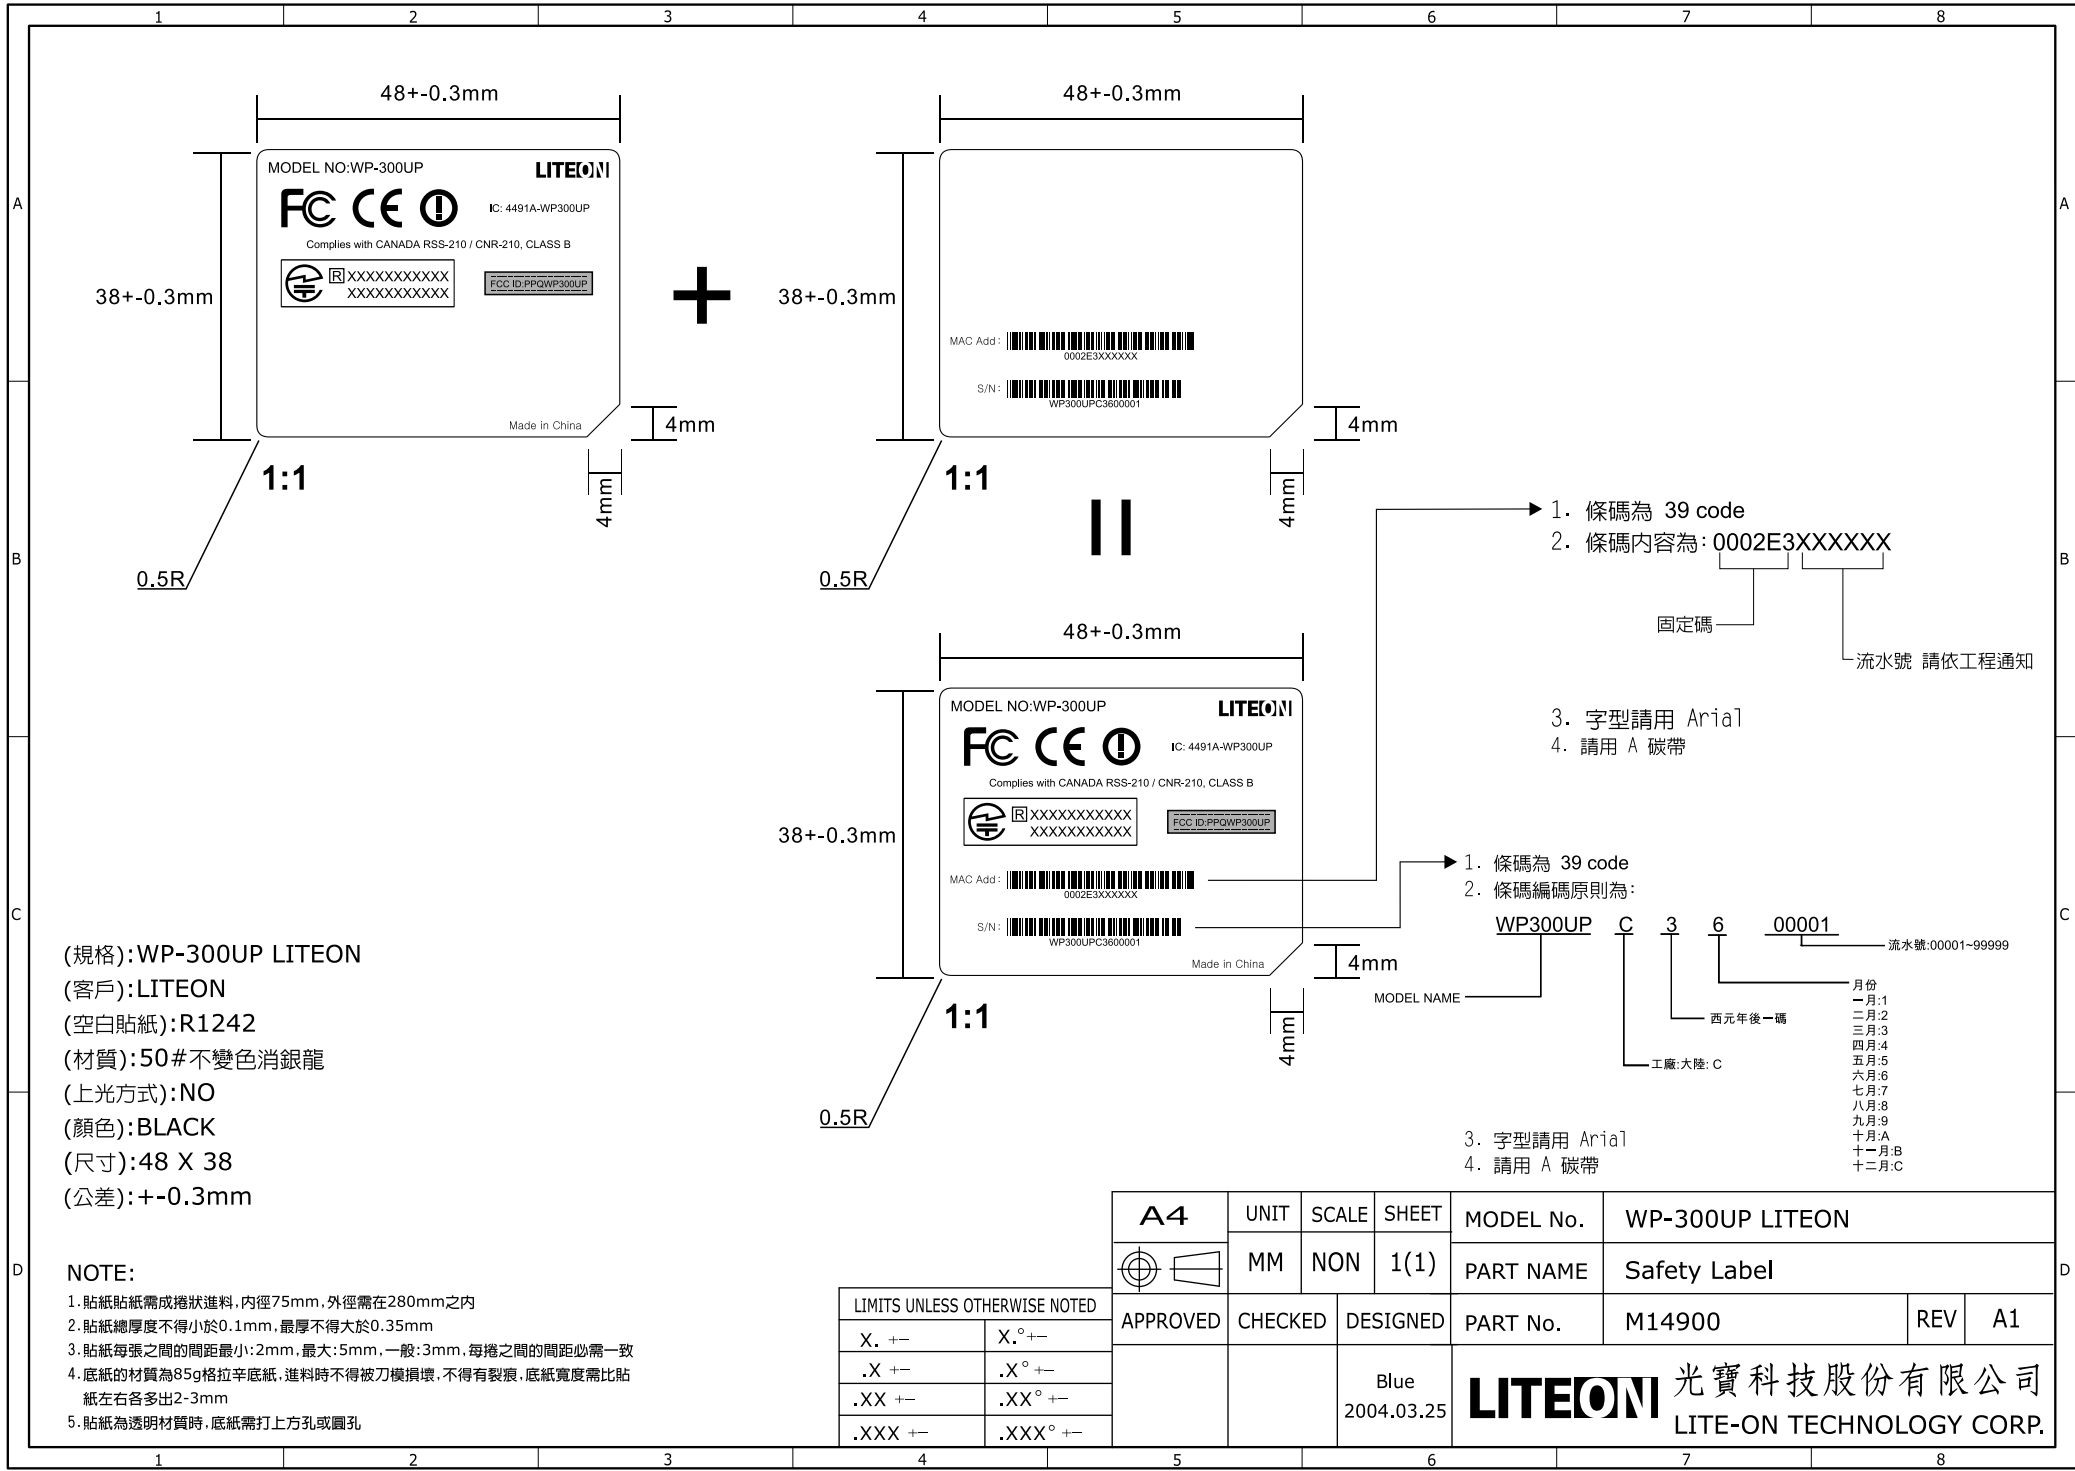 1 2 3 4 5 6 7 8
A A
B B
C C
D D
48+-0.3mm
38+-0.3mm
MODEL NO:WP-300UP LITEON
FC CE
IC: 4491A-WP300UP
Complies with CANADA RSS-210 / CNR-210, CLASS B
R XXXXXXXXXXX
XXXXXXXXXXX
FCC ID:PPQWP300UP
Made in China
4mm
4mm
1:1
0.5R
+
48+-0.3mm
38+-0.3mm
MAC Add:
0002E3XXXXXX
S/N:
WP300UPC3600001
4mm
4mm
1:1
0.5R
48+-0.3mm
38+-0.3mm
MODEL NO:WP-300UP LITEON
FC CE
IC: 4491A-WP300UP
Complies with CANADA RSS-210 / CNR-210, CLASS B
R XXXXXXXXXXX
XXXXXXXXXXX
FCC ID:PPQWP300UP
MAC Add:
0002E3XXXXXX
S/N:
WP300UPC3600001
Made in China
4mm
4mm
1:1
0.5R
1. 條碼為 39 code
2. 條碼內容為:0002E3XXXXXX
固定碼
流水號 請依工程通知
3. 字型請用 Arial
4. 請用 A 碳帶
1. 條碼為 39 code
2. 條碼編碼原則為:
WP300UP C 3 6 00001
流水號:00001~99999
MODEL NAME
月份
一月:1
二月:2
三月:3
四月:4
五月:5
六月:6
七月:7
八月:8
九月:9
十月:A
十一月:B
十二月:C
西元年後一碼
工廠:大陸: C
3. 字型請用 Arial
4. 請用 A 碳帶
(規格):WP-300UP LITEON
(客戶):LITEON
(空白貼紙):R1242
(材質):50#不變色消銀龍
(上光方式):NO
(顏色):BLACK
(尺寸):48 X 38
(公差):+-0.3mm
NOTE:
1.貼紙貼紙需成捲狀進料,內徑75mm,外徑需在280mm之內
2.貼紙總厚度不得小於0.1mm,最厚不得大於0.35mm
3.貼紙每張之間的間距最小:2mm,最大:5mm,一般:3mm,每捲之間的間距必需一致
4.底紙的材質為85g格拉辛底紙,進料時不得被刀模損壞,不得有裂痕,底紙寬度需比貼
紙左右各多出2-3mm
5.貼紙為透明材質時,底紙需打上方孔或圓孔
LIMITS UNLESS OTHERWISE NOTED
X. +- X.°+-
.X +- .X° +-
.XX +- .XX° +-
.XXX +- .XXX° +-
A4 UNIT SCALE SHEET MODEL No. WP-300UP LITEON
MM NON 1(1) PART NAME Safety Label
APPROVED CHECKED DESIGNED PART No. M14900 REV A1
Blue
2004.03.25
LITEON 光寶科技股份有限公司
LITE-ON TECHNOLOGY CORP.
1 2 3 4 5 6 7 8